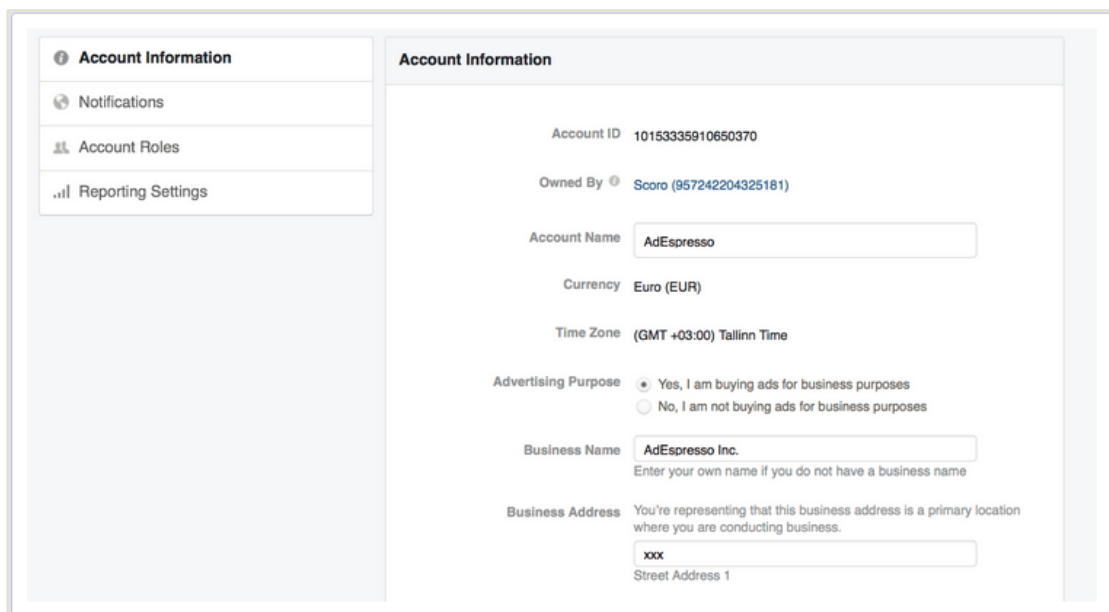 Account Information
Notifications
Account Roles
Reporting Settings
Account Information
Account ID 10153335910650370
Owned By Scoro (957242204325181)
Account Name AdEspresso
Currency Euro (EUR)
Time Zone (GMT +03:00) Tallinn Time
Advertising Purpose Yes, I am buying ads for business purposes
No, I am not buying ads for business purposes
Business Name AdEspresso Inc.
Enter your own name if you do not have a business name
Business Address You're representing that this business address is a primary location
where you are conducting business.
xxx
Street Address 1